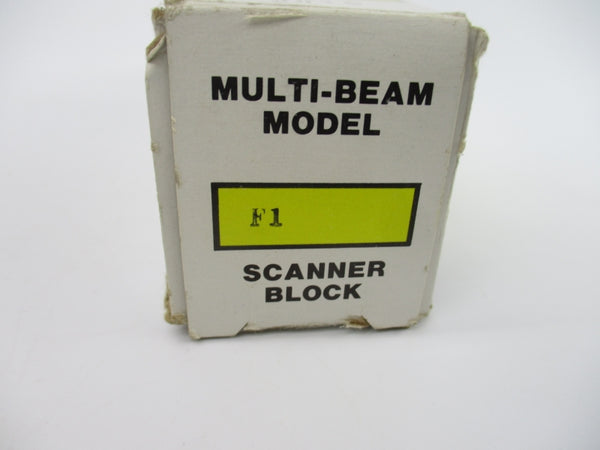 MULTI-BEAM
MODEL
F1
SCANNER
BLOCK